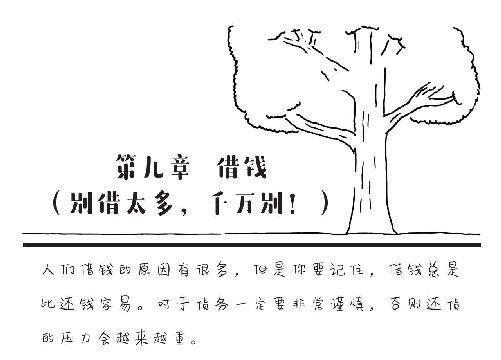 第九章 借钱
（别借太多，千万别！）
人们借钱的原因有很多，但是你要记住，借钱总是
比还钱容易。对于债务一定要非常谨慎，否则还债
的压力会越来越重。